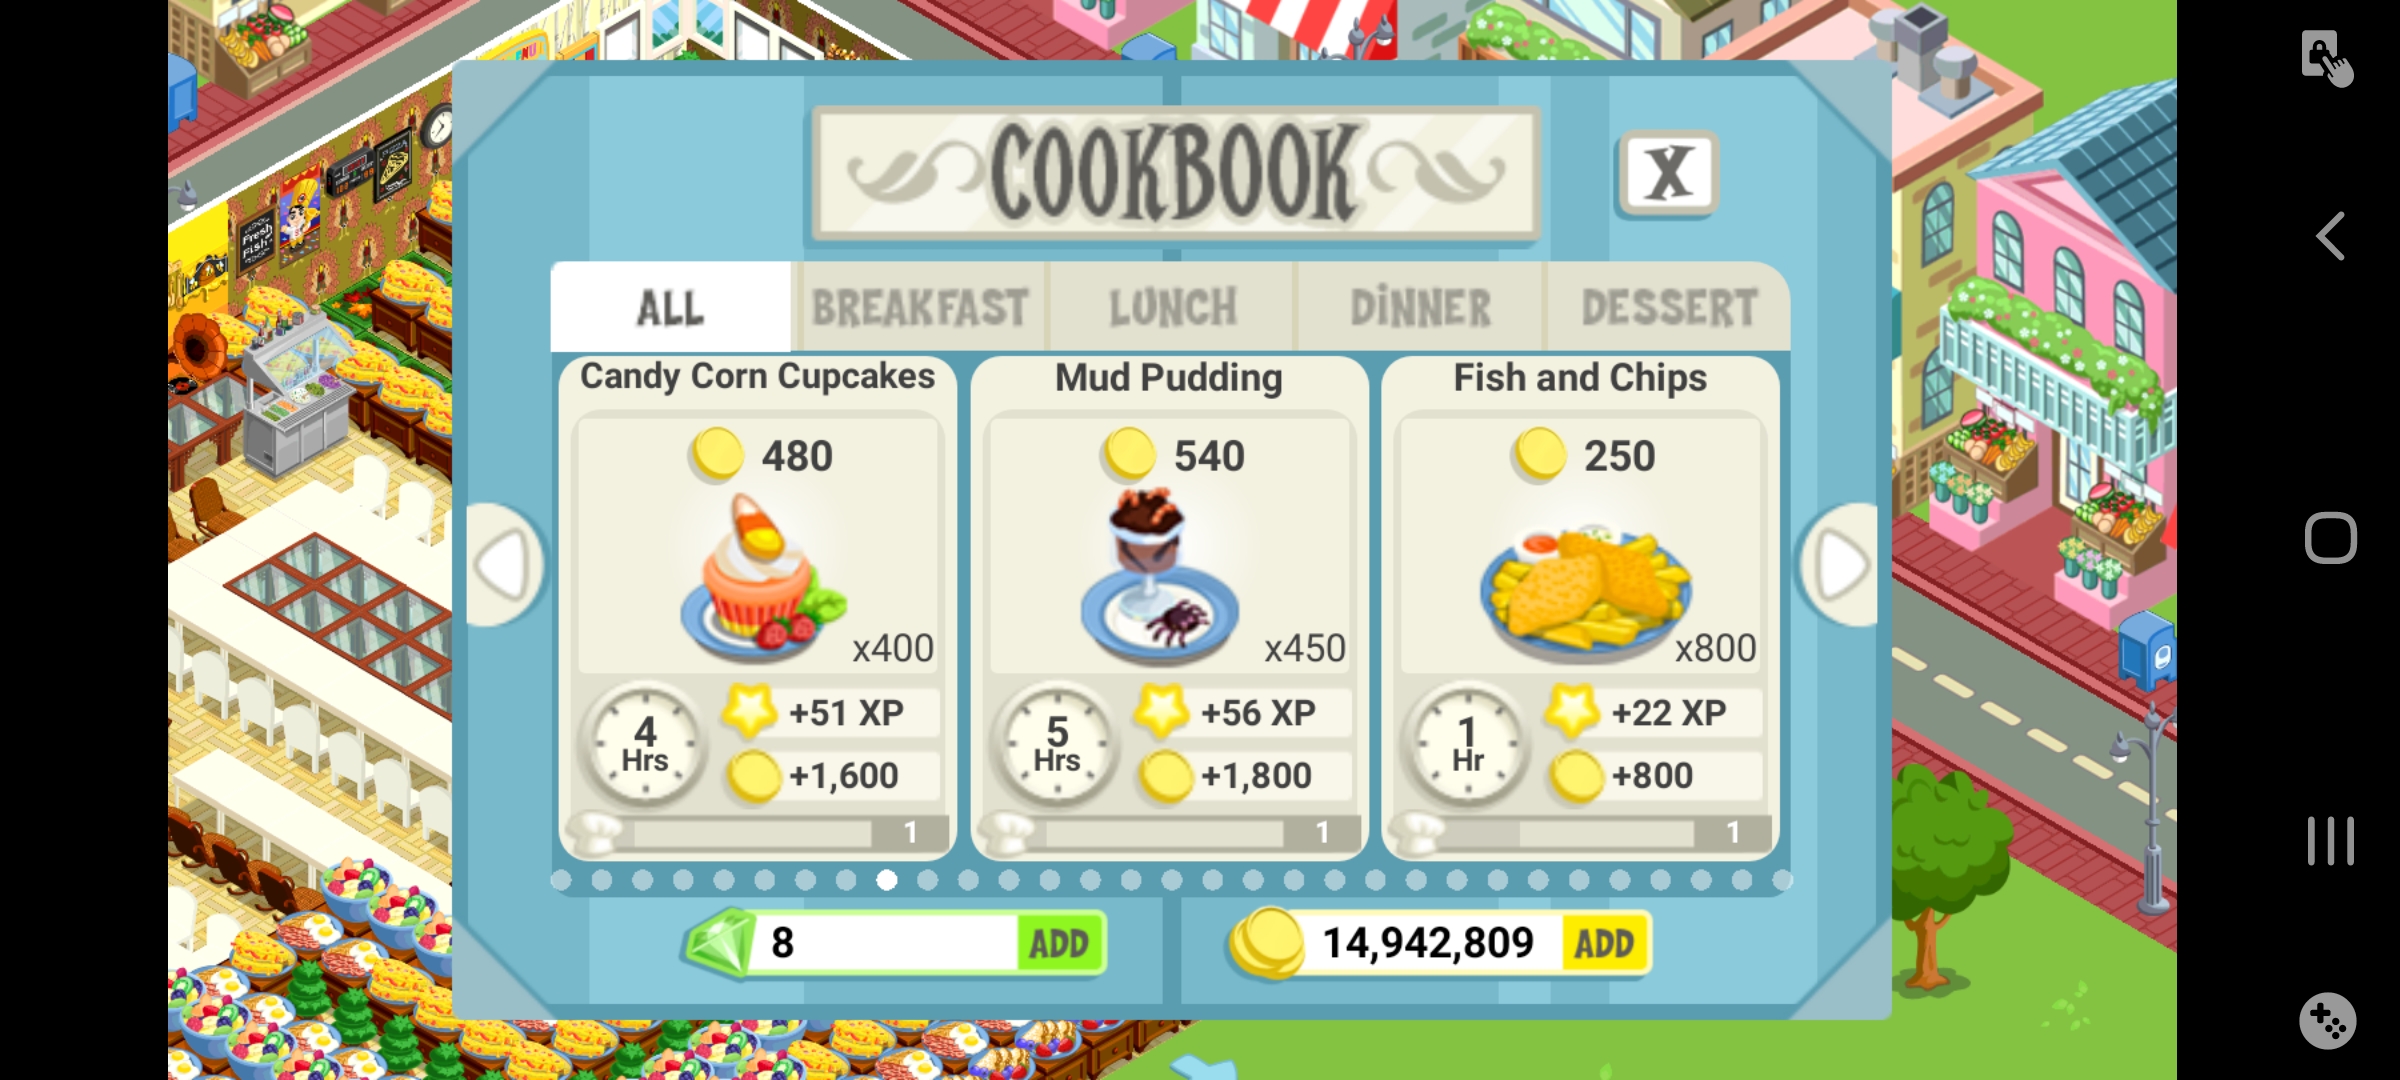 COOKBOOK
X
ALL BREAKFAST LUNCH DINNER DESSERT
Candy Corn Cupcakes
480
x400
4 Hrs
+51 XP
+1,600
1
Mud Pudding
540
x450
5 Hrs
+56 XP
+1,800
1
Fish and Chips
250
x800
1 Hr
+22 XP
+800
1
8 ADD
14,942,809 ADD
Fresh
Fish